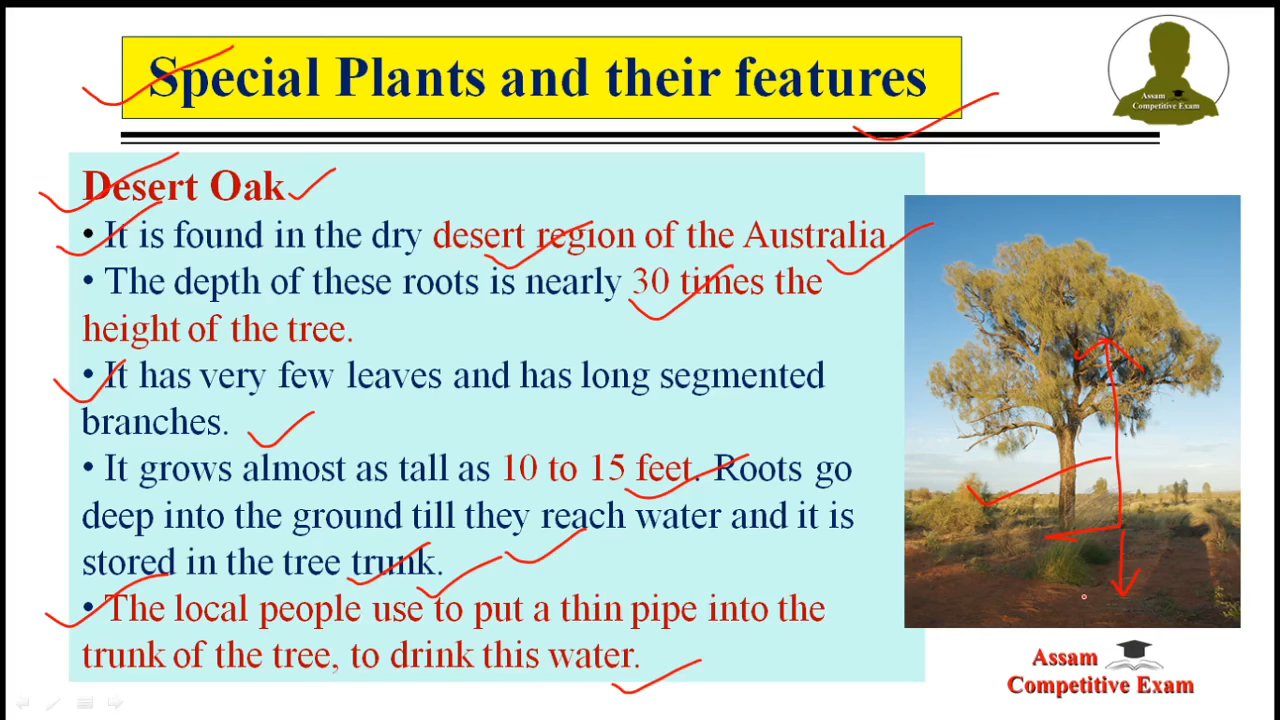 Special Plants and their features
Assam
Competitive Exam
Desert Oak
• It is found in the dry desert region of the Australia.
• The depth of these roots is nearly 30 times the
height of the tree.
• It has very few leaves and has long segmented
branches.
• It grows almost as tall as 10 to 15 feet. Roots go
deep into the ground till they reach water and it is
stored in the tree trunk.
• The local people use to put a thin pipe into the
trunk of the tree, to drink this water.
Assam
Competitive Exam